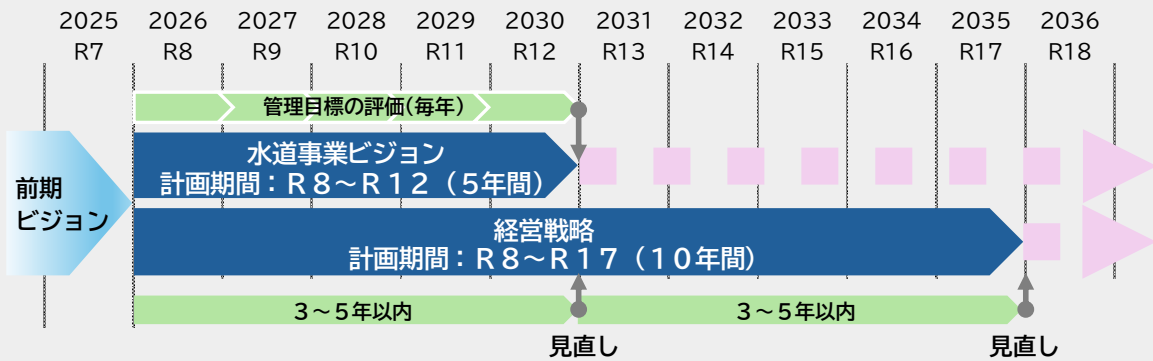 2025 2026 2027 2028 2029 2030 2031 2032 2033 2034 2035 2036
R7 R8 R9 R10 R11 R12 R13 R14 R15 R16 R17 R18
管理目標の評価(毎年)
水道事業ビジョン
計画期間：R８～R１２（５年間）
前期
ビジョン
経営戦略
計画期間：R８～R１７（１０年間）
３～５年以内 ３～５年以内
見直し 見直し